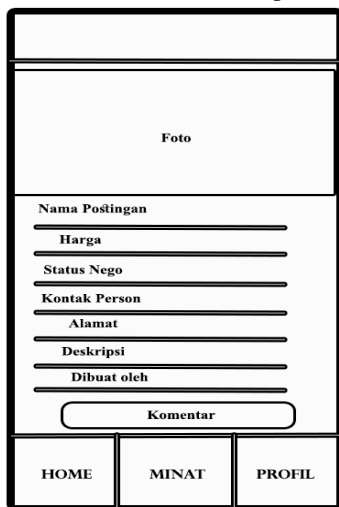 Foto
Nama Postingan
Harga
Status Nego
Kontak Person
Alamat
Deskripsi
Dibuat oleh
Komentar
HOME MINAT PROFIL